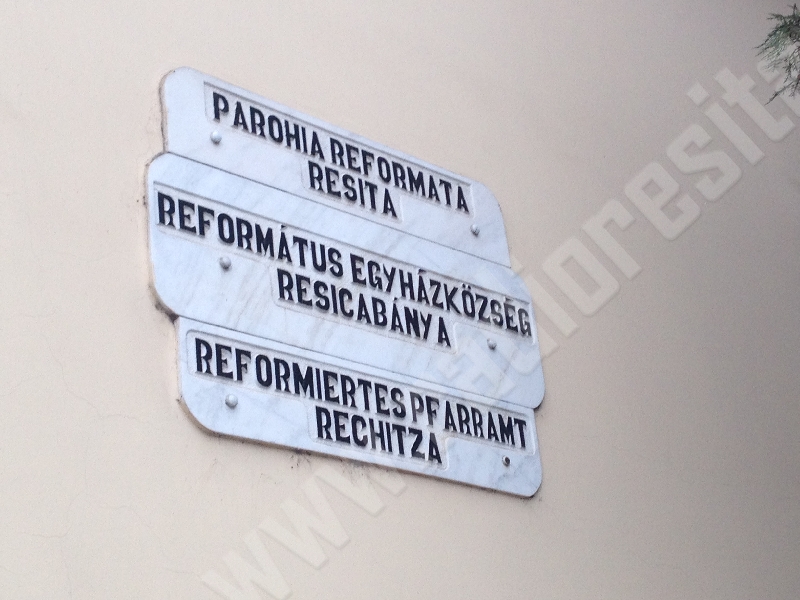 PAROHIA REFORMATA
RESITA
REFORMÁTUS EGYHÁZKÖZSÉG
RESICABÁNYA
REFORMIERTES PFARRAMT
RECHITZA